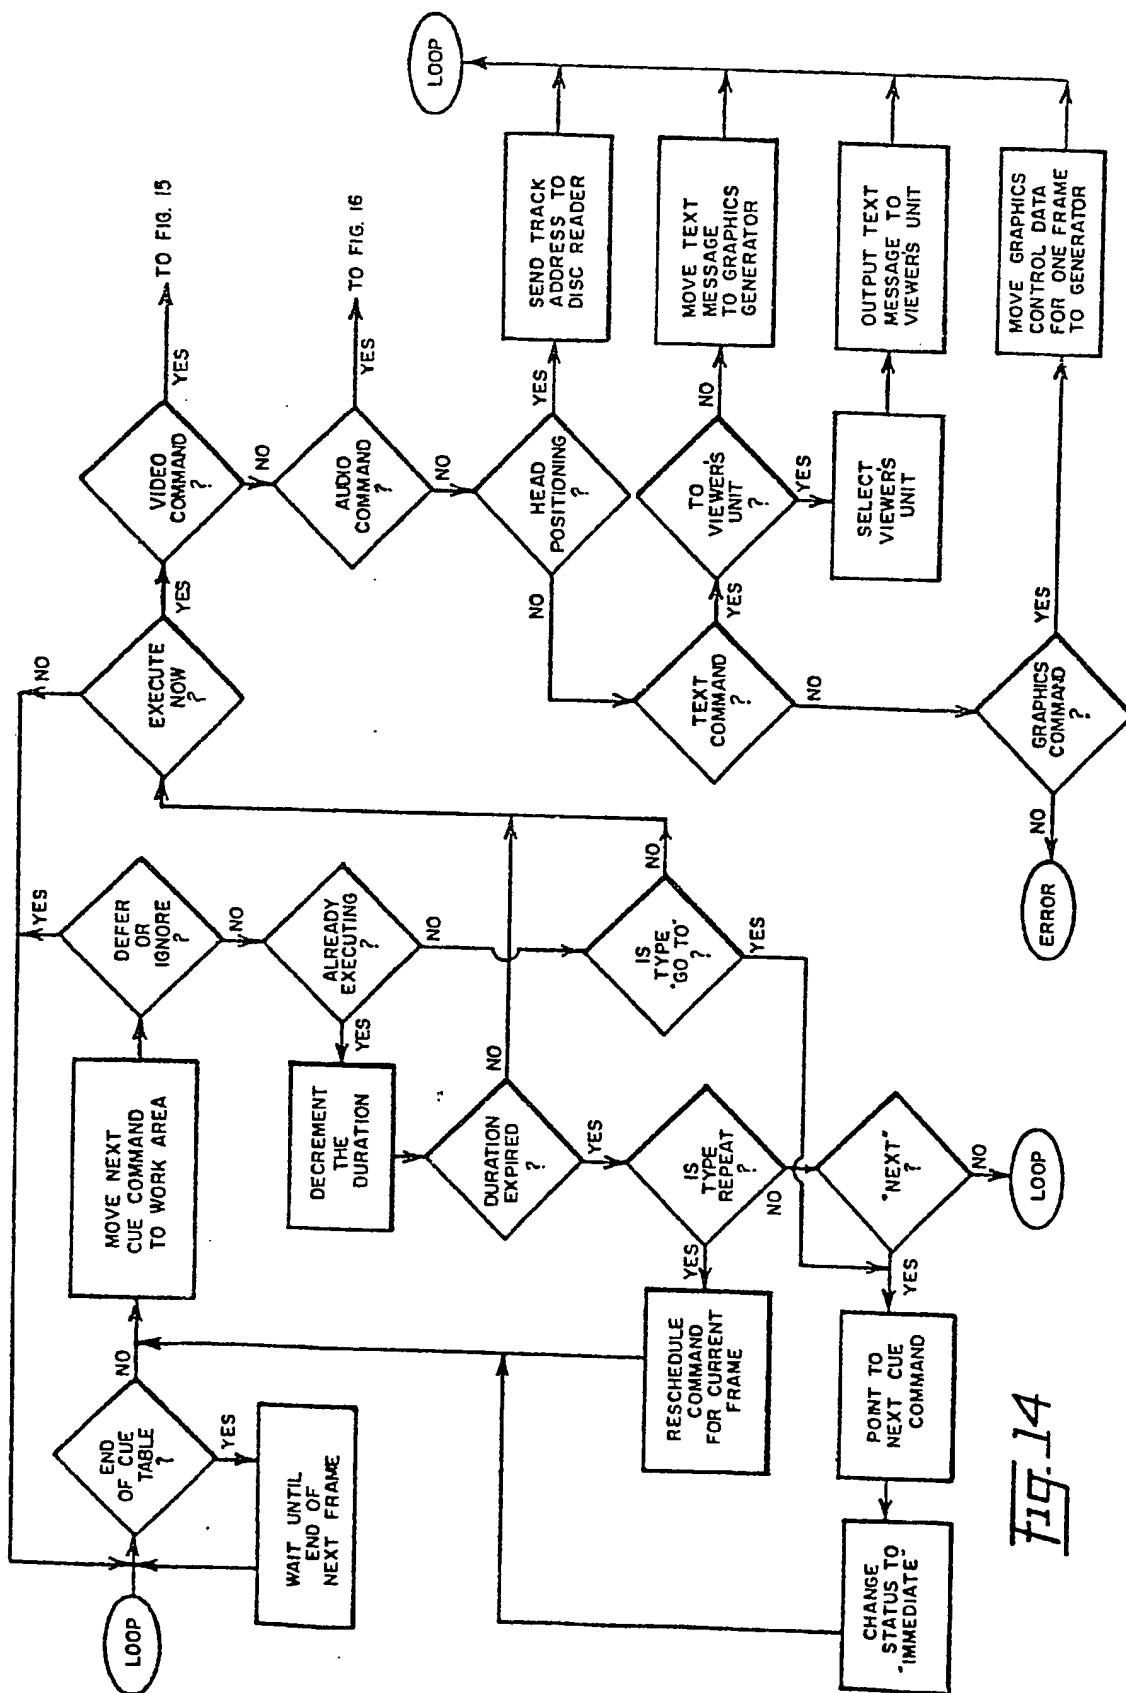 LOOP
END
OF CUE
TABLE
?
NO
YES
WAIT UNTIL
END OF
NEXT FRAME
MOVE NEXT
CUE COMMAND
TO WORK AREA
DEFER
OR
IGNORE
?
YES
NO
ALREADY
EXECUTING
?
YES
NO
DECREMENT
THE
DURATION
DURATION
EXPIRED
?
NO
YES
IS
TYPE
REPEAT
?
YES
NO
RESCHEDULE
COMMAND
FOR CURRENT
FRAME
IS
TYPE
"GO TO"
?
NO
YES
"NEXT"
?
YES
NO
LOOP
POINT TO
NEXT CUE
COMMAND
CHANGE
STATUS TO
"IMMEDIATE"
EXECUTE
NOW
?
NO
YES
VIDEO
COMMAND
?
YES
TO FIG. 15
NO
AUDIO
COMMAND
?
YES
TO FIG. 16
NO
HEAD
POSITIONING
?
YES
NO
SEND TRACK
ADDRESS TO
DISC READER
TEXT
COMMAND
?
YES
NO
TO
VIEWER'S
UNIT
?
NO
YES
MOVE TEXT
MESSAGE
TO GRAPHICS
GENERATOR
SELECT
VIEWER'S
UNIT
OUTPUT TEXT
MESSAGE TO
VIEWER'S UNIT
GRAPHICS
COMMAND
?
YES
NO
ERROR
MOVE GRAPHICS
CONTROL DATA
FOR ONE FRAME
TO GENERATOR
LOOP
Fig. 14